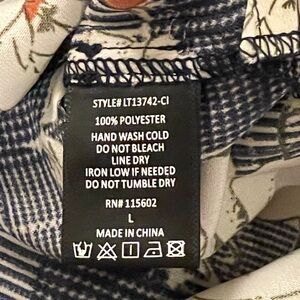 STYLE# LT13742-CI
100% POLYESTER
HAND WASH COLD
DO NOT BLEACH
LINE DRY
IRON LOW IF NEEDED
DO NOT TUMBLE DRY
RN# 115602
L
MADE IN CHINA